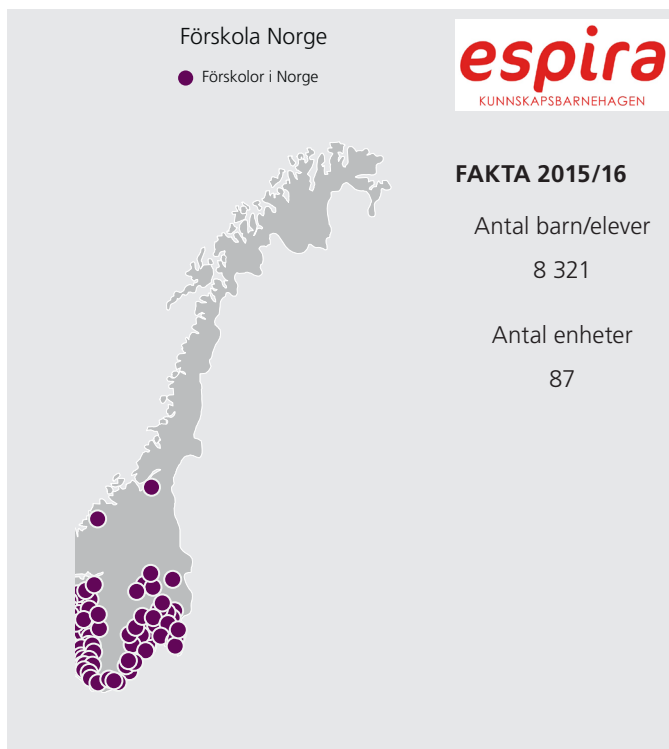 Förskola Norge
Förskolor i Norge
espira
KUNNSKAPSBARNEHAGEN
FAKTA 2015/16
Antal barn/elever
8 321
Antal enheter
87